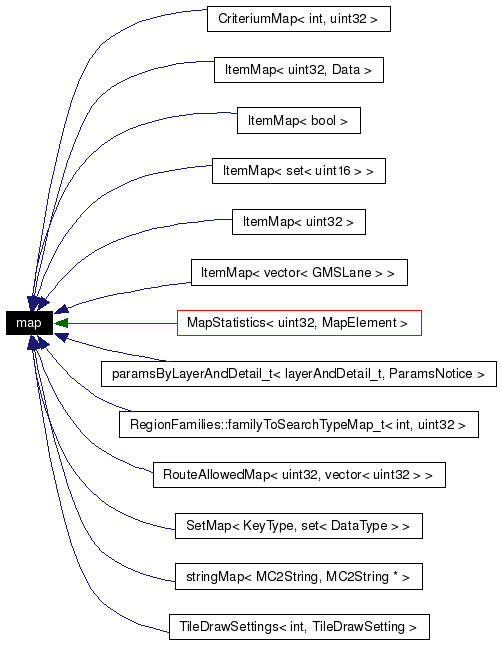 CriteriumMap< int, uint32 >
ItemMap< uint32, Data >
ItemMap< bool >
ItemMap< set< uint16 > >
ItemMap< uint32 >
ItemMap< vector< GMSLane > >
map
MapStatistics< uint32, MapElement >
paramsByLayerAndDetail_t< layerAndDetail_t, ParamsNotice >
RegionFamilies::familyToSearchTypeMap_t< int, uint32 >
RouteAllowedMap< uint32, vector< uint32 > >
SetMap< KeyType, set< DataType > >
stringMap< MC2String, MC2String * >
TileDrawSettings< int, TileDrawSetting >